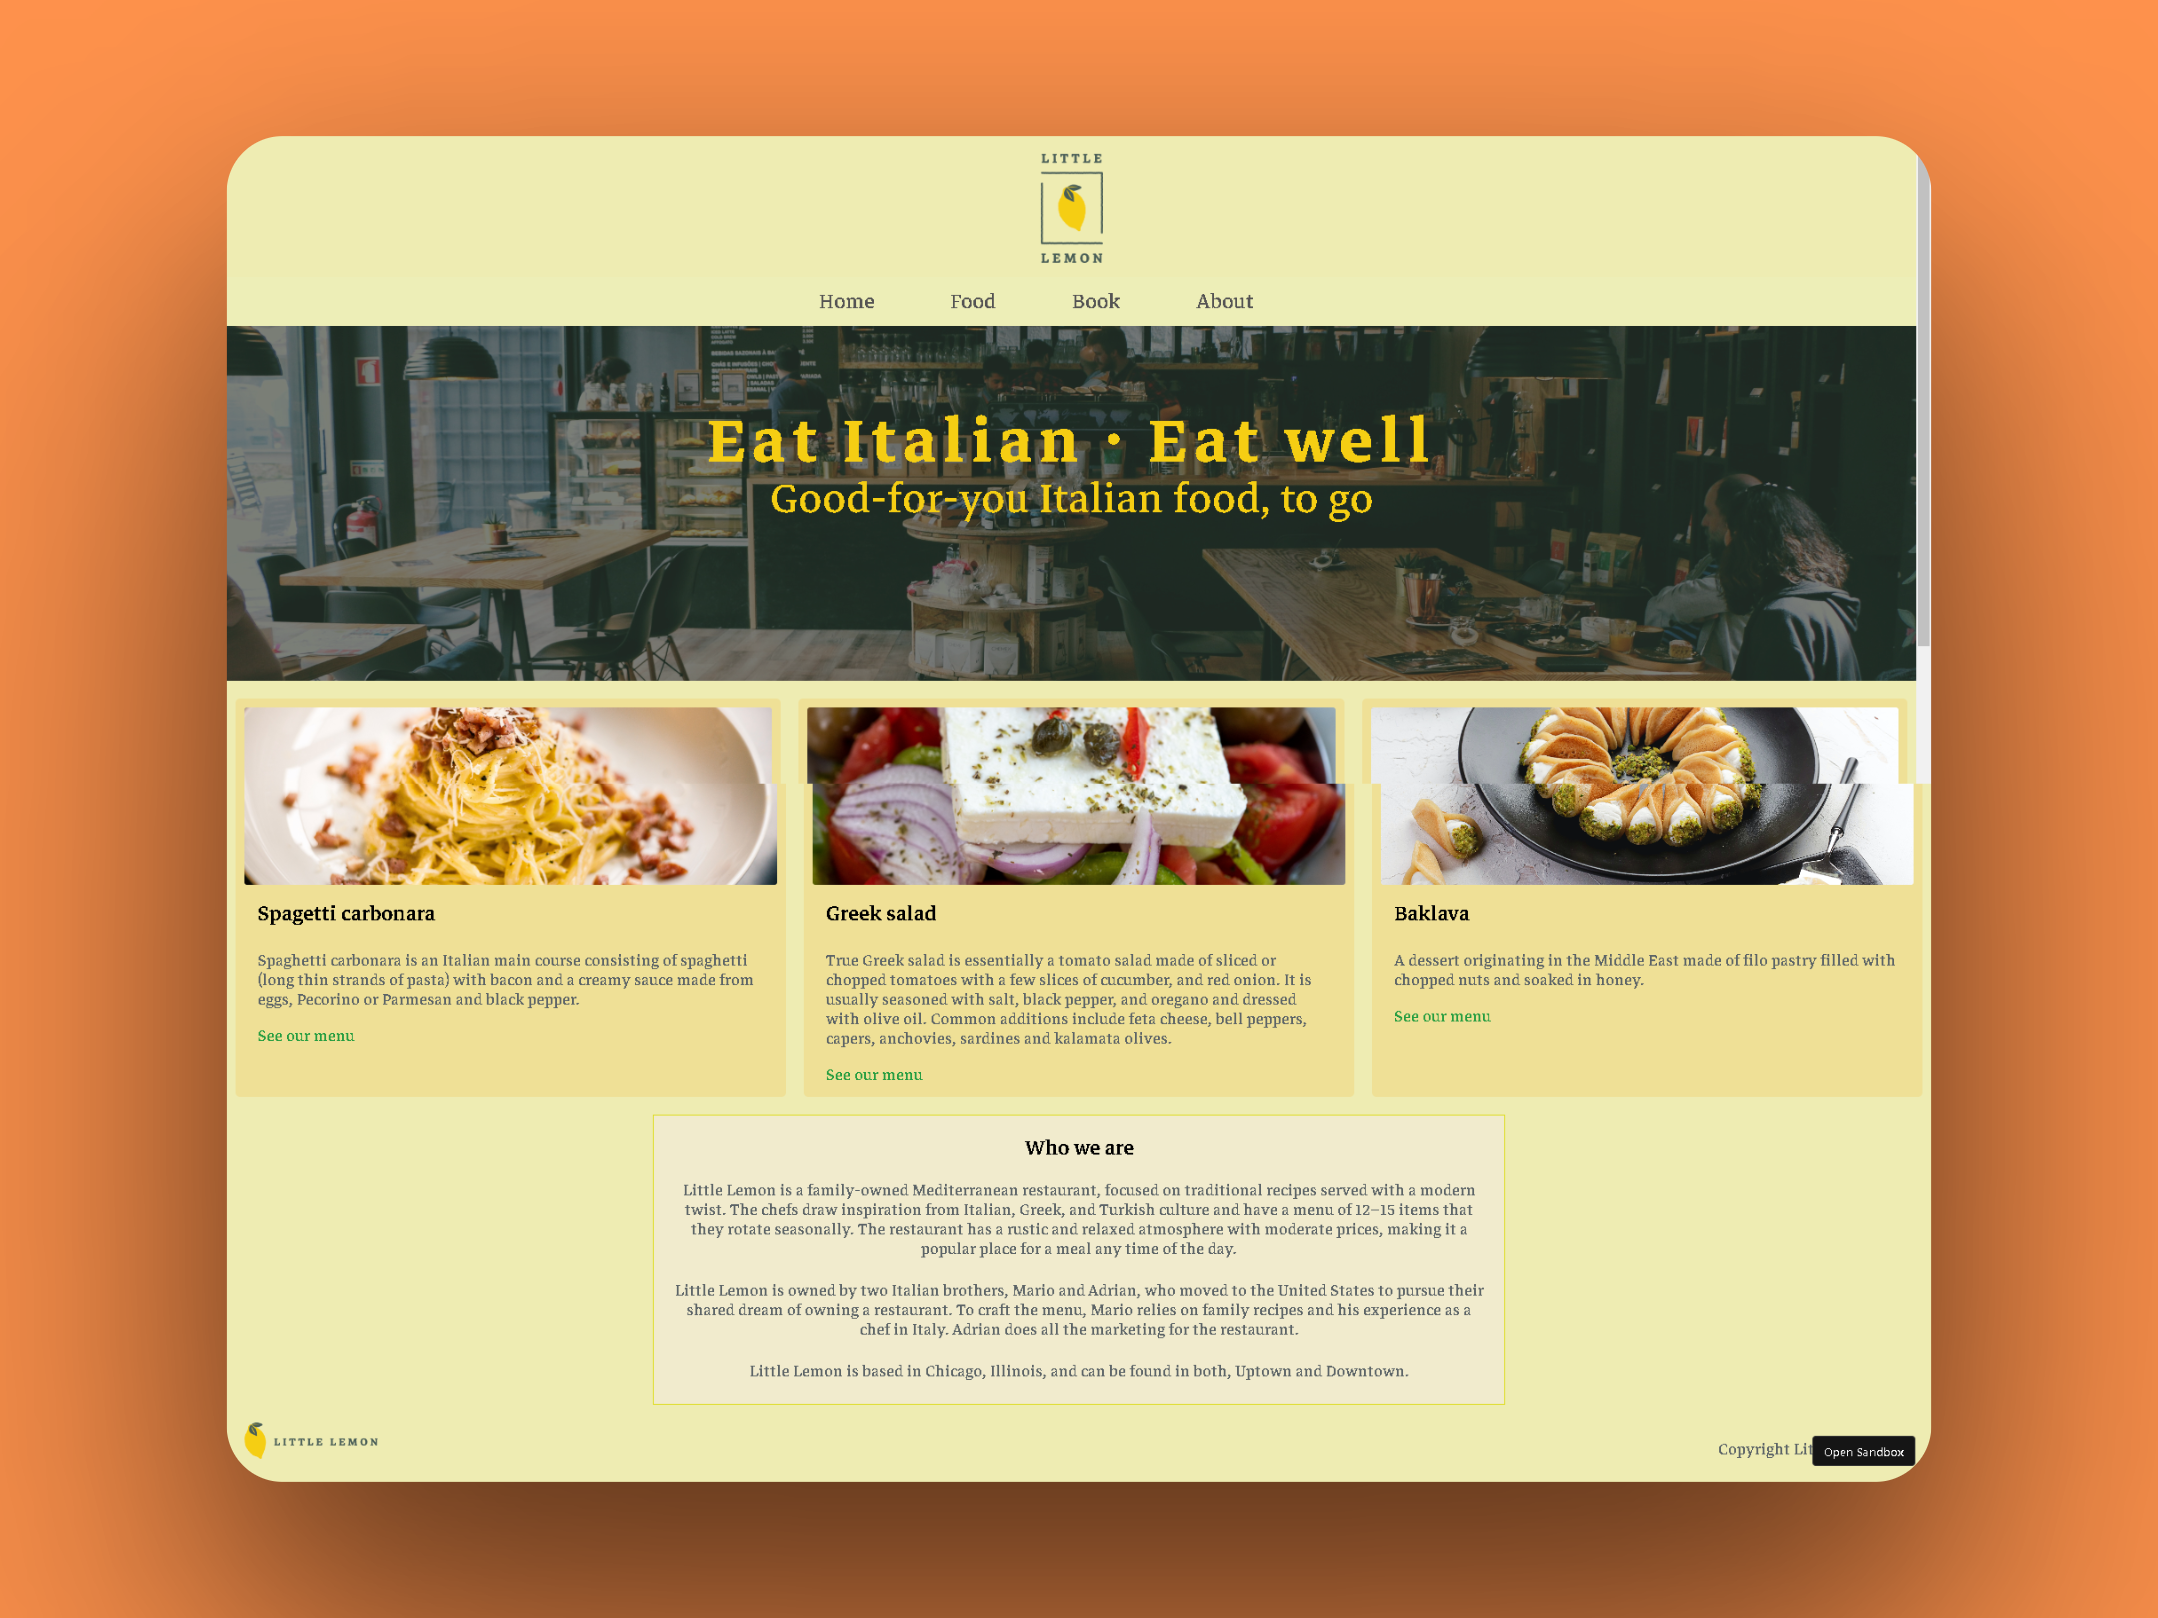 LITTLE
LEMON
Home Food Book About
Eat Italian · Eat well
Good-for-you Italian food, to go
Spagetti carbonara
Spaghetti carbonara is an Italian main course consisting of spaghetti
(long thin strands of pasta) with bacon and a creamy sauce made from
eggs, Pecorino or Parmesan and black pepper.
See our menu
Greek salad
True Greek salad is essentially a tomato salad made of sliced or
chopped tomatoes with a few slices of cucumber, and red onion. It is
usually seasoned with salt, black pepper, and oregano and dressed
with olive oil. Common additions include feta cheese, bell peppers,
capers, anchovies, sardines and kalamata olives.
See our menu
Baklava
A dessert originating in the Middle East made of filo pastry filled with
chopped nuts and soaked in honey.
See our menu
Who we are
Little Lemon is a family-owned Mediterranean restaurant, focused on traditional recipes served with a modern
twist. The chefs draw inspiration from Italian, Greek, and Turkish culture and have a menu of 12–15 items that
they rotate seasonally. The restaurant has a rustic and relaxed atmosphere with moderate prices, making it a
popular place for a meal any time of the day.
Little Lemon is owned by two Italian brothers, Mario and Adrian, who moved to the United States to pursue their
shared dream of owning a restaurant. To craft the menu, Mario relies on family recipes and his experience as a
chef in Italy. Adrian does all the marketing for the restaurant.
Little Lemon is based in Chicago, Illinois, and can be found in both, Uptown and Downtown.
LITTLE LEMON
Copyright Lit
Open Sandbox